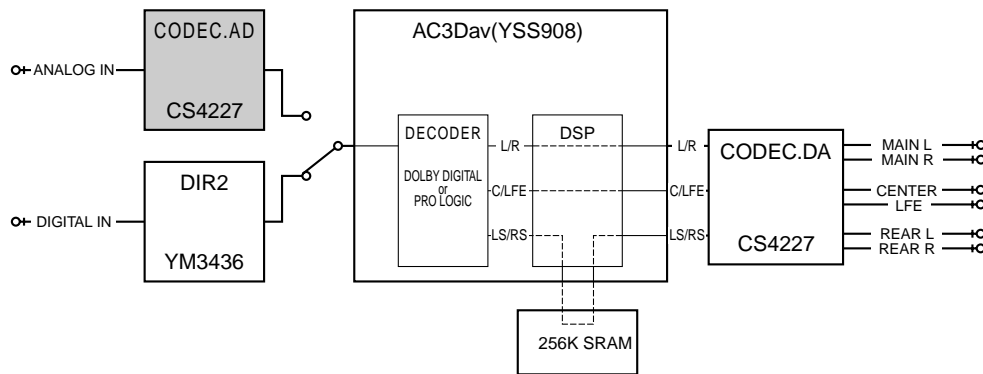 CODEC.AD
AC3Dav(YSS908)
ANALOG IN
CS4227
DECODER
DSP
L/R
L/R
MAIN L
DIR2
CODEC.DA
MAIN R
DOLBY DIGITAL
or
PRO LOGIC
C/LFE
C/LFE
CENTER
LFE
DIGITAL IN
LS/RS
LS/RS
REAR L
CS4227
REAR R
YM3436
256K SRAM